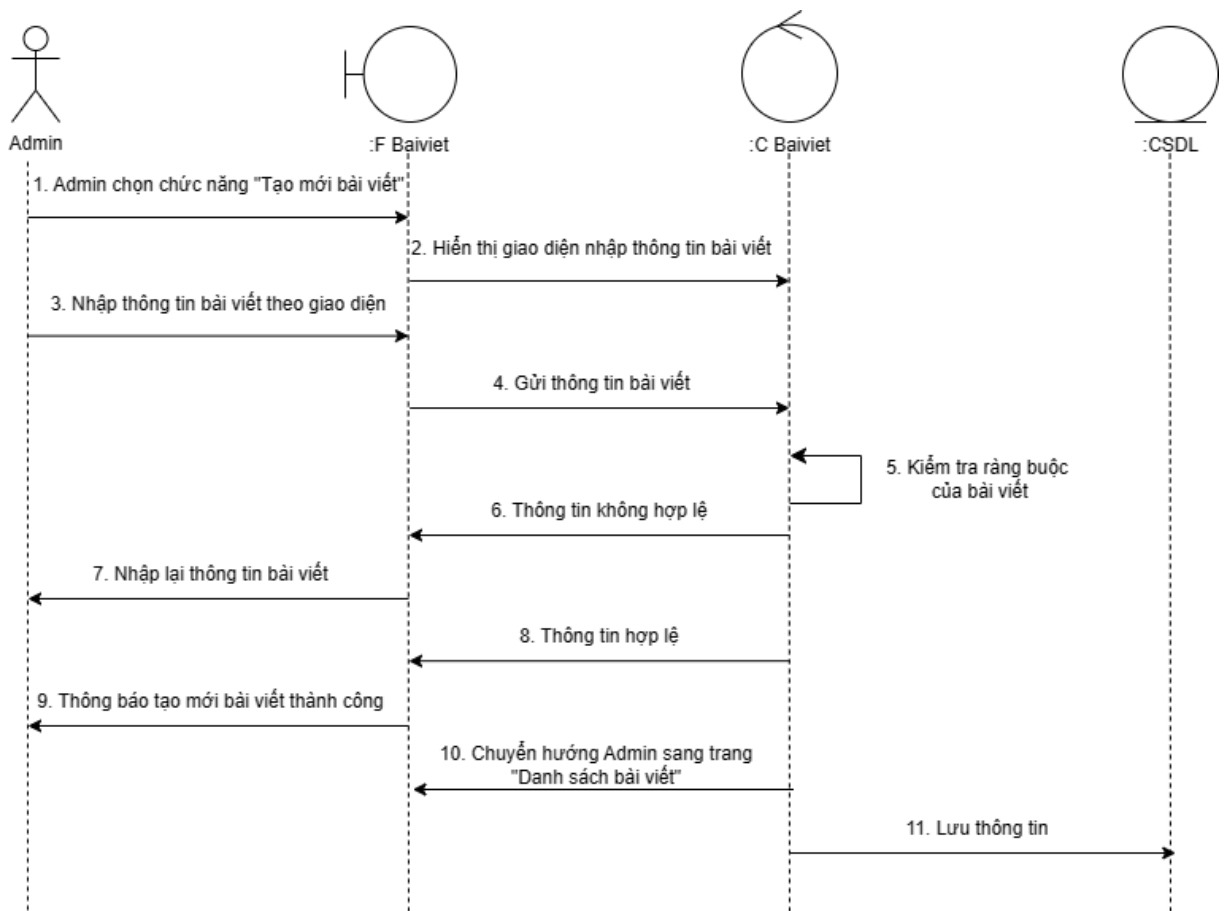 Admin
:F Baiviet
:C Baiviet
:CSDL
1. Admin chọn chức năng "Tạo mới bài viết"
2. Hiển thị giao diện nhập thông tin bài viết
3. Nhập thông tin bài viết theo giao diện
4. Gửi thông tin bài viết
5. Kiểm tra ràng buộc
của bài viết
6. Thông tin không hợp lệ
7. Nhập lại thông tin bài viết
8. Thông tin hợp lệ
9. Thông báo tạo mới bài viết thành công
10. Chuyển hướng Admin sang trang
"Danh sách bài viết"
11. Lưu thông tin